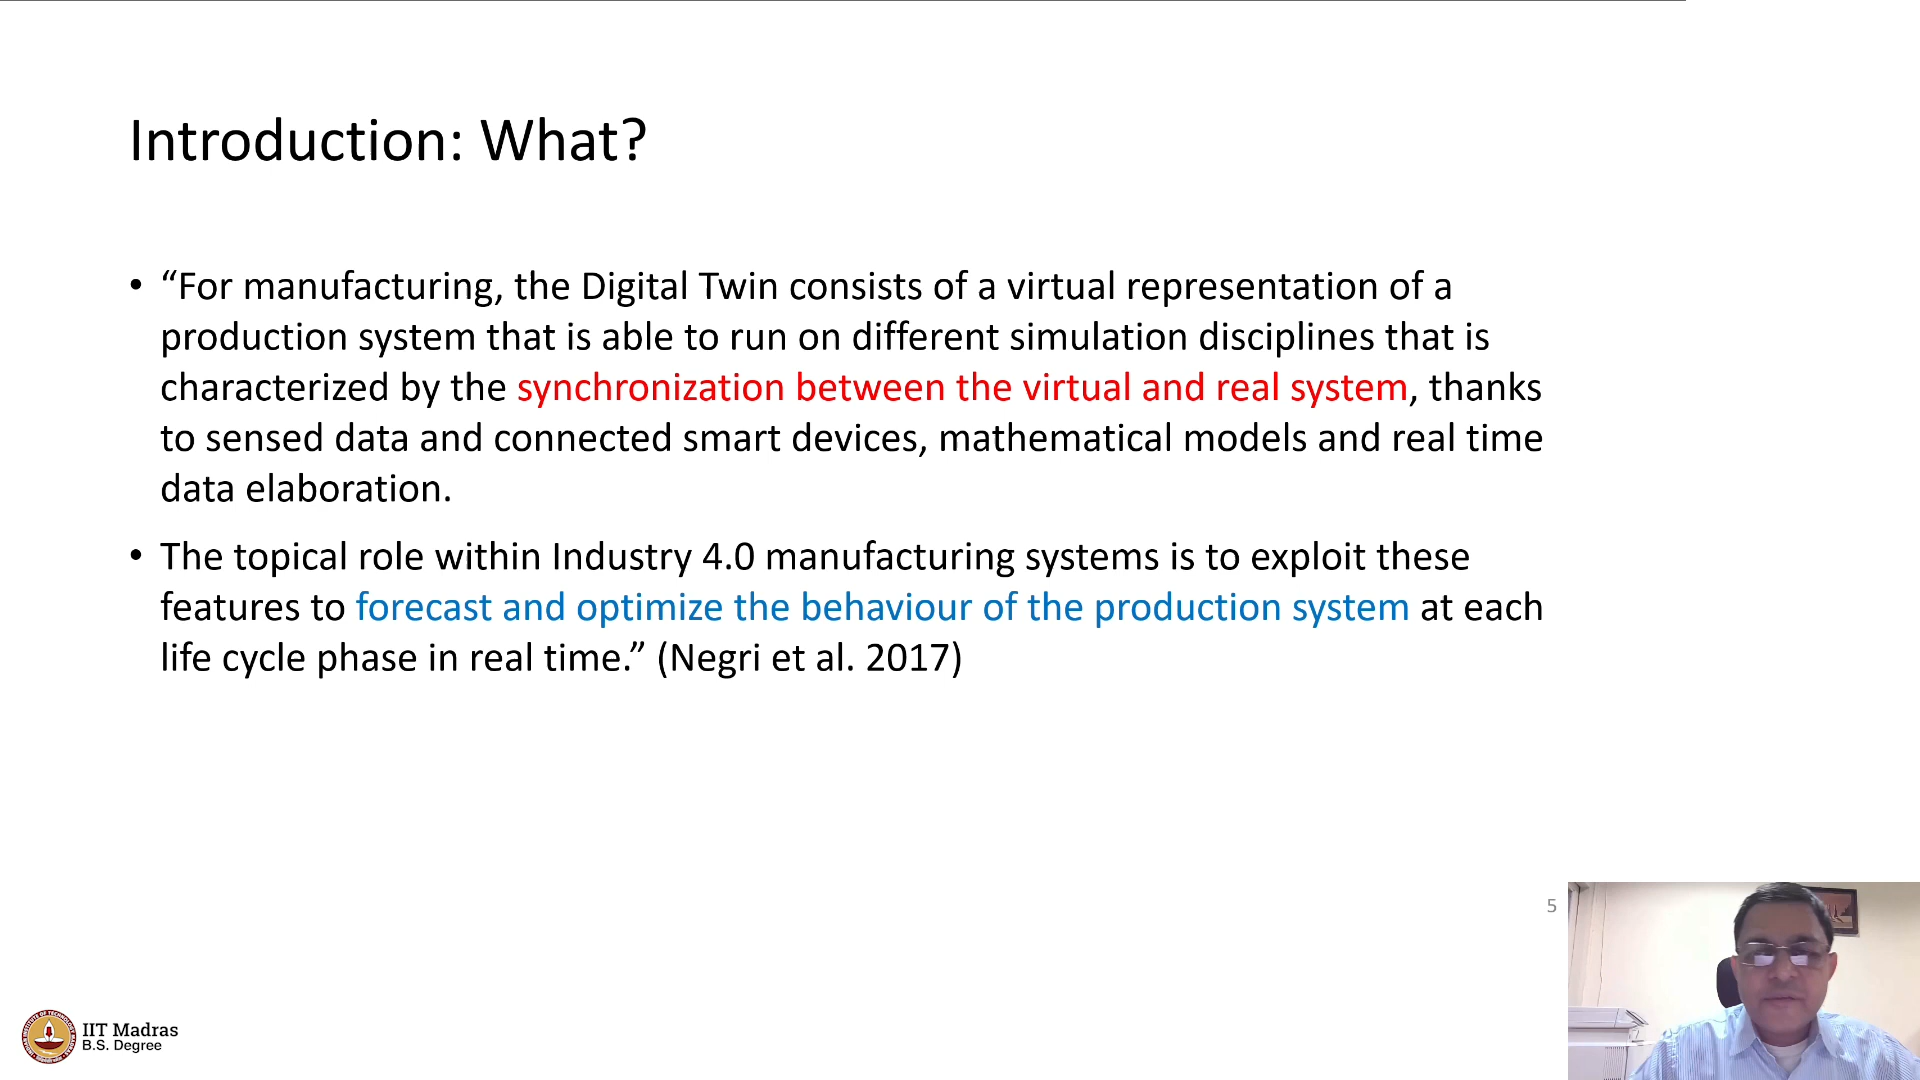 Introduction: What?
• “For manufacturing, the Digital Twin consists of a virtual representation of a
production system that is able to run on different simulation disciplines that is
characterized by the synchronization between the virtual and real system, thanks
to sensed data and connected smart devices, mathematical models and real time
data elaboration.
• The topical role within Industry 4.0 manufacturing systems is to exploit these
features to forecast and optimize the behaviour of the production system at each
life cycle phase in real time.” (Negri et al. 2017)
5
IIT Madras
B.S. Degree